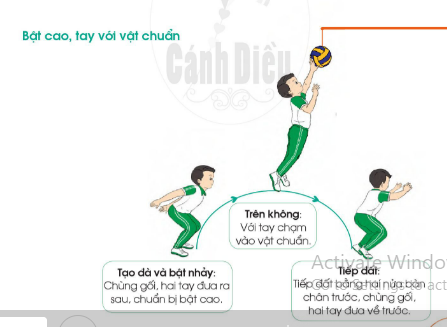 Bật cao, tay với vật chuẩn
Cánh Diều
Trên không:
Với tay chạm
vào vật chuẩn.
Tạo đà và bật nhảy:
Chùng gối, hai tay đưa ra
sau, chuẩn bị bật cao.
Activate Windo
Tiếp đất:
Tiếp đất bằng hai nửa bàn
chân trước, chùng gối,
hai tay đưa về trước.